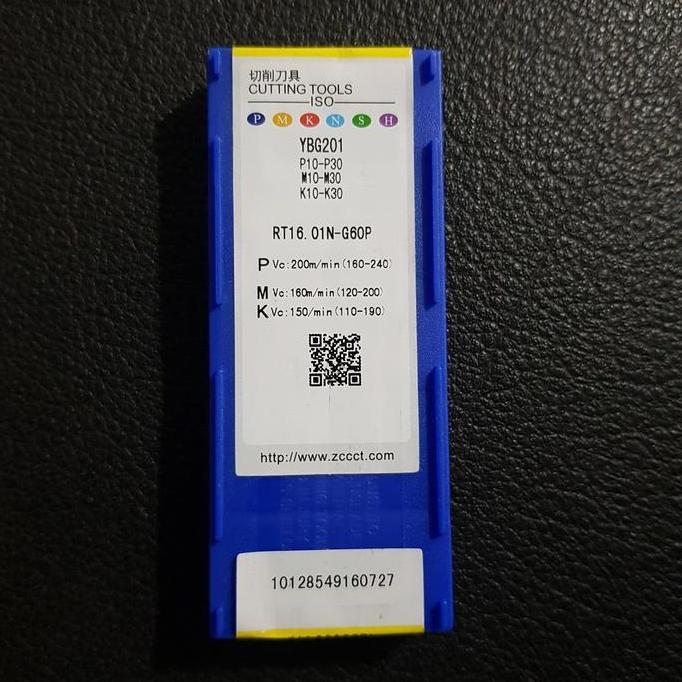 切削刀具
CUTTING TOOLS
ISO
P M K N S H
YBG201
P10-P30
M10-M30
K10-K30
RT16.01N-G60P
P Vc:200m/min(160-240)
M Vc:160m/min(120-200)
K Vc:150/min(110-190)
http://www.zccct.com
10128549160727